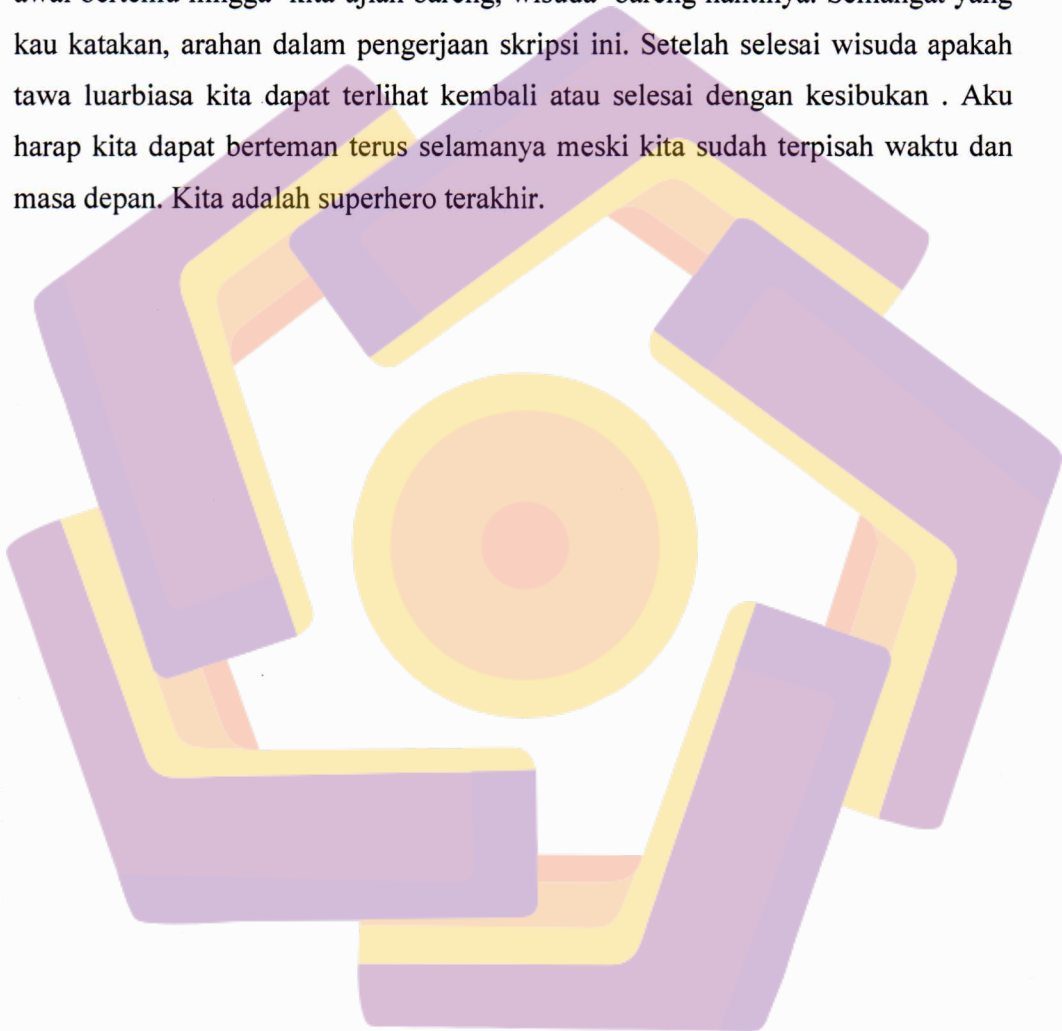 awal bertemu hingga kita ujian bareng, wisuda bareng nantinya. Semangat yang
kau katakan, arahan dalam pengerjaan skripsi ini. Setelah selesai wisuda apakah
tawa luarbiasa kita dapat terlihat kembali atau selesai dengan kesibukan . Aku
harap kita dapat berteman terus selamanya meski kita sudah terpisah waktu dan
masa depan. Kita adalah superhero terakhir.